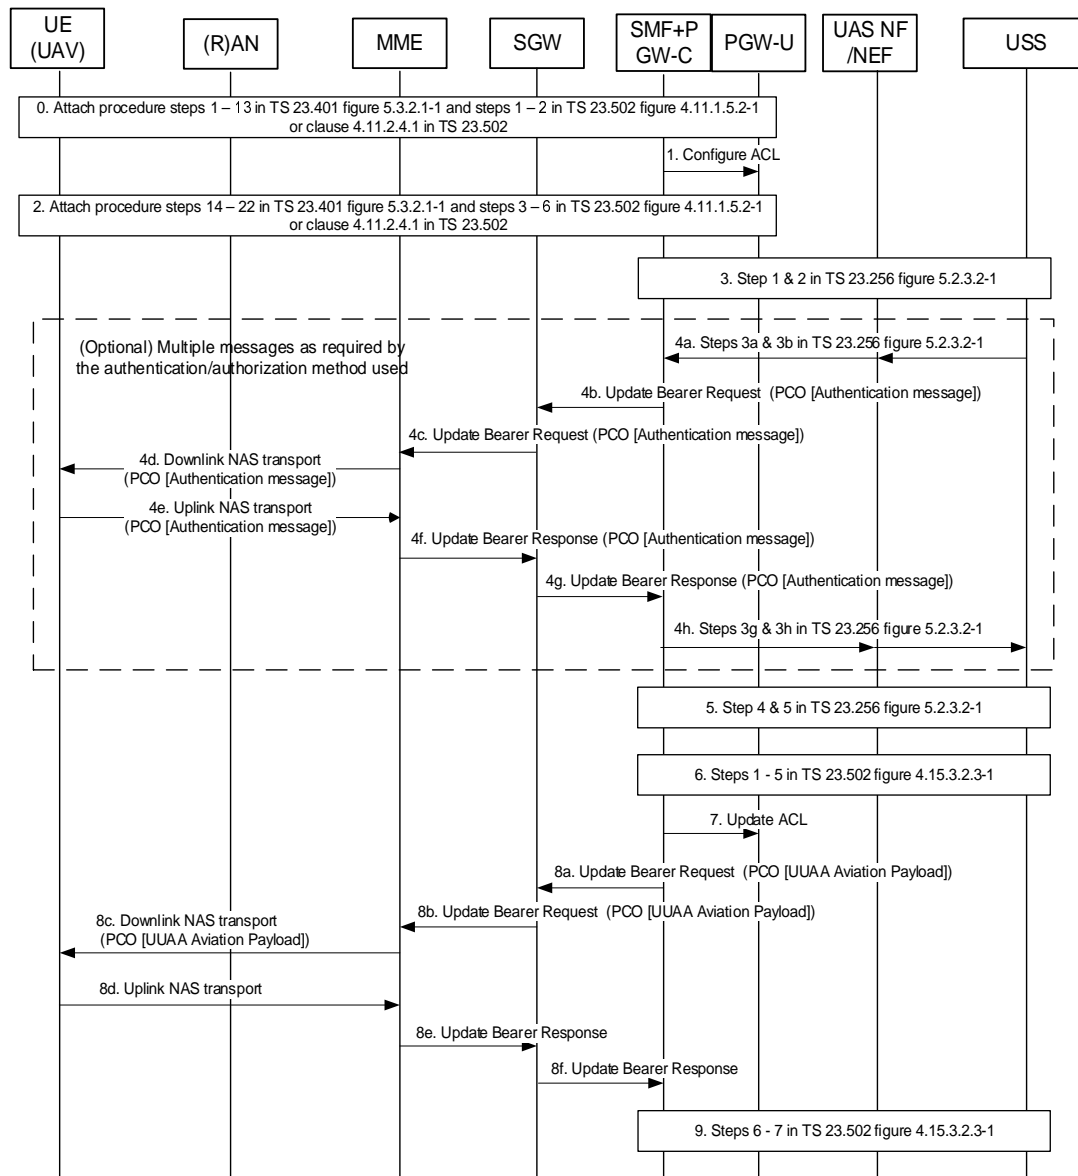 UE
(UAV)
(R)AN
MME
SGW
SMF+P
GW-C
PGW-U
UAS NF
/NEF
USS
0. Attach procedure steps 1 – 13 in TS 23.401 figure 5.3.2.1-1 and steps 1 – 2 in TS 23.502 figure 4.11.1.5.2-1
or clause 4.11.2.4.1 in TS 23.502
1. Configure ACL
2. Attach procedure steps 14 – 22 in TS 23.401 figure 5.3.2.1-1 and steps 3 – 6 in TS 23.502 figure 4.11.1.5.2-1
or clause 4.11.2.4.1 in TS 23.502
3. Step 1 & 2 in TS 23.256 figure 5.2.3.2-1
(Optional) Multiple messages as required by
the authentication/authorization method used
4a. Steps 3a & 3b in TS 23.256 figure 5.2.3.2-1
4b. Update Bearer Request (PCO [Authentication message])
4c. Update Bearer Request (PCO [Authentication message])
4d. Downlink NAS transport
(PCO [Authentication message])
4e. Uplink NAS transport
(PCO [Authentication message])
4f. Update Bearer Response (PCO [Authentication message])
4g. Update Bearer Response (PCO [Authentication message])
4h. Steps 3g & 3h in TS 23.256 figure 5.2.3.2-1
5. Step 4 & 5 in TS 23.256 figure 5.2.3.2-1
6. Steps 1 - 5 in TS 23.502 figure 4.15.3.2.3-1
7. Update ACL
8a. Update Bearer Request (PCO [UUAA Aviation Payload])
8b. Update Bearer Request (PCO [UUAA Aviation Payload])
8c. Downlink NAS transport
(PCO [UUAA Aviation Payload])
8d. Uplink NAS transport
8e. Update Bearer Response
8f. Update Bearer Response
9. Steps 6 - 7 in TS 23.502 figure 4.15.3.2.3-1